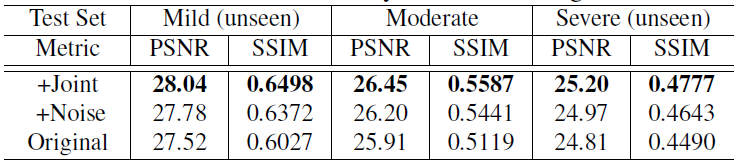 Test Set Mild (unseen) Moderate Severe (unseen)
Metric PSNR SSIM PSNR SSIM PSNR SSIM
+Joint 28.04 0.6498 26.45 0.5587 25.20 0.4777
+Noise 27.78 0.6372 26.20 0.5441 24.97 0.4643
Original 27.52 0.6027 25.91 0.5119 24.81 0.4490